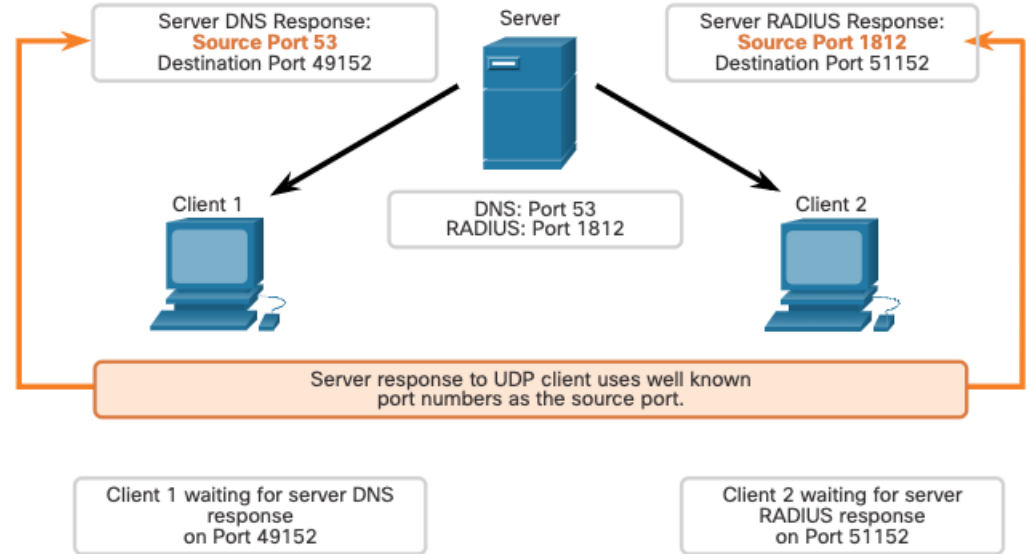 Server DNS Response:
Source Port 53
Destination Port 49152
Server
Server RADIUS Response:
Source Port 1812
Destination Port 51152
Client 1
DNS: Port 53
RADIUS: Port 1812
Client 2
Server response to UDP client uses well known
port numbers as the source port.
Client 1 waiting for server DNS
response
on Port 49152
Client 2 waiting for server
RADIUS response
on Port 51152